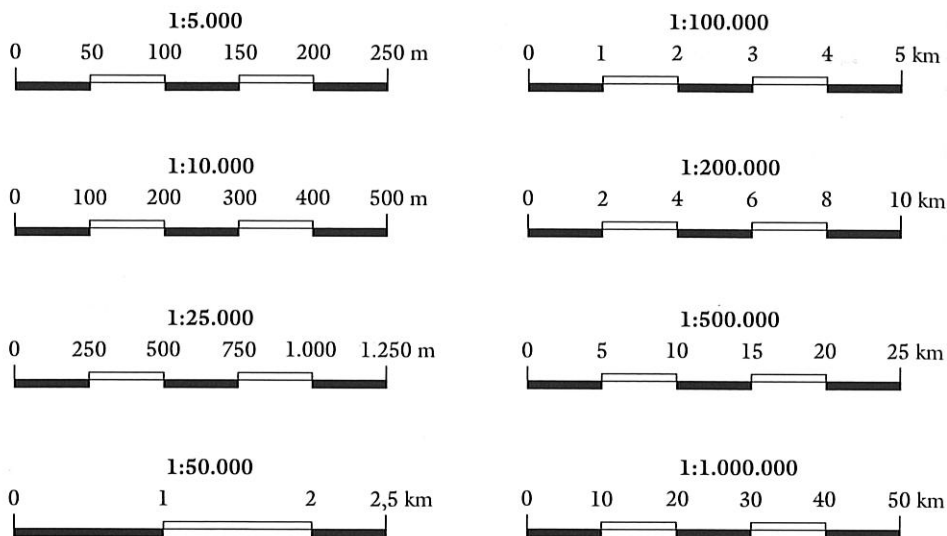 1:5.000
0 50 100 150 200 250 m
1:10.000
0 100 200 300 400 500 m
1:25.000
0 250 500 750 1.000 1.250 m
1:50.000
0 1 2 2,5 km
1:100.000
0 1 2 3 4 5 km
1:200.000
0 2 4 6 8 10 km
1:500.000
0 5 10 15 20 25 km
1:1.000.000
0 10 20 30 40 50 km